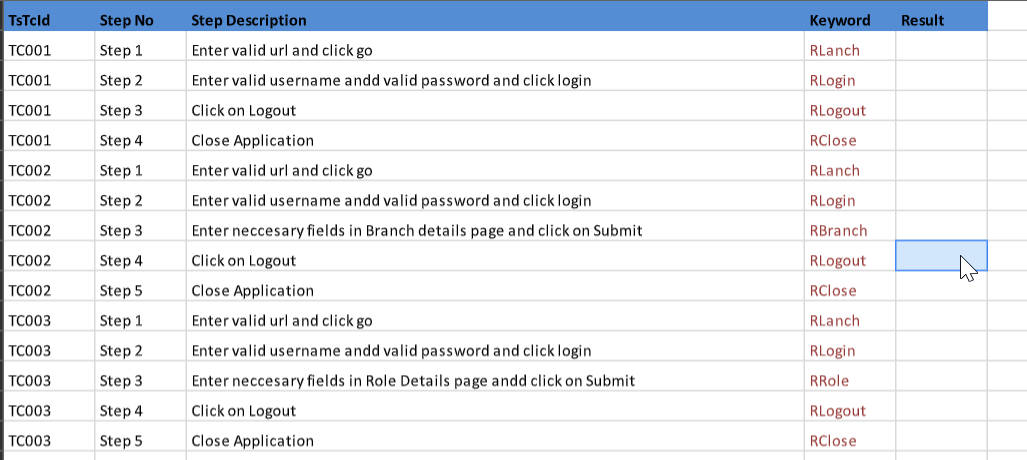 TsTcId Step No Step Description Keyword Result
TC001 Step 1 Enter valid url and click go RLanch
TC001 Step 2 Enter valid username andd valid password and click login RLogin
TC001 Step 3 Click on Logout RLogout
TC001 Step 4 Close Application RClose
TC002 Step 1 Enter valid url and click go RLanch
TC002 Step 2 Enter valid username andd valid password and click login RLogin
TC002 Step 3 Enter neccesary fields in Branch details page and click on Submit RBranch
TC002 Step 4 Click on Logout RLogout
TC002 Step 5 Close Application RClose
TC003 Step 1 Enter valid url and click go RLanch
TC003 Step 2 Enter valid username andd valid password and click login RLogin
TC003 Step 3 Enter neccesary fields in Role Details page andd click on Submit RRole
TC003 Step 4 Click on Logout RLogout
TC003 Step 5 Close Application RClose